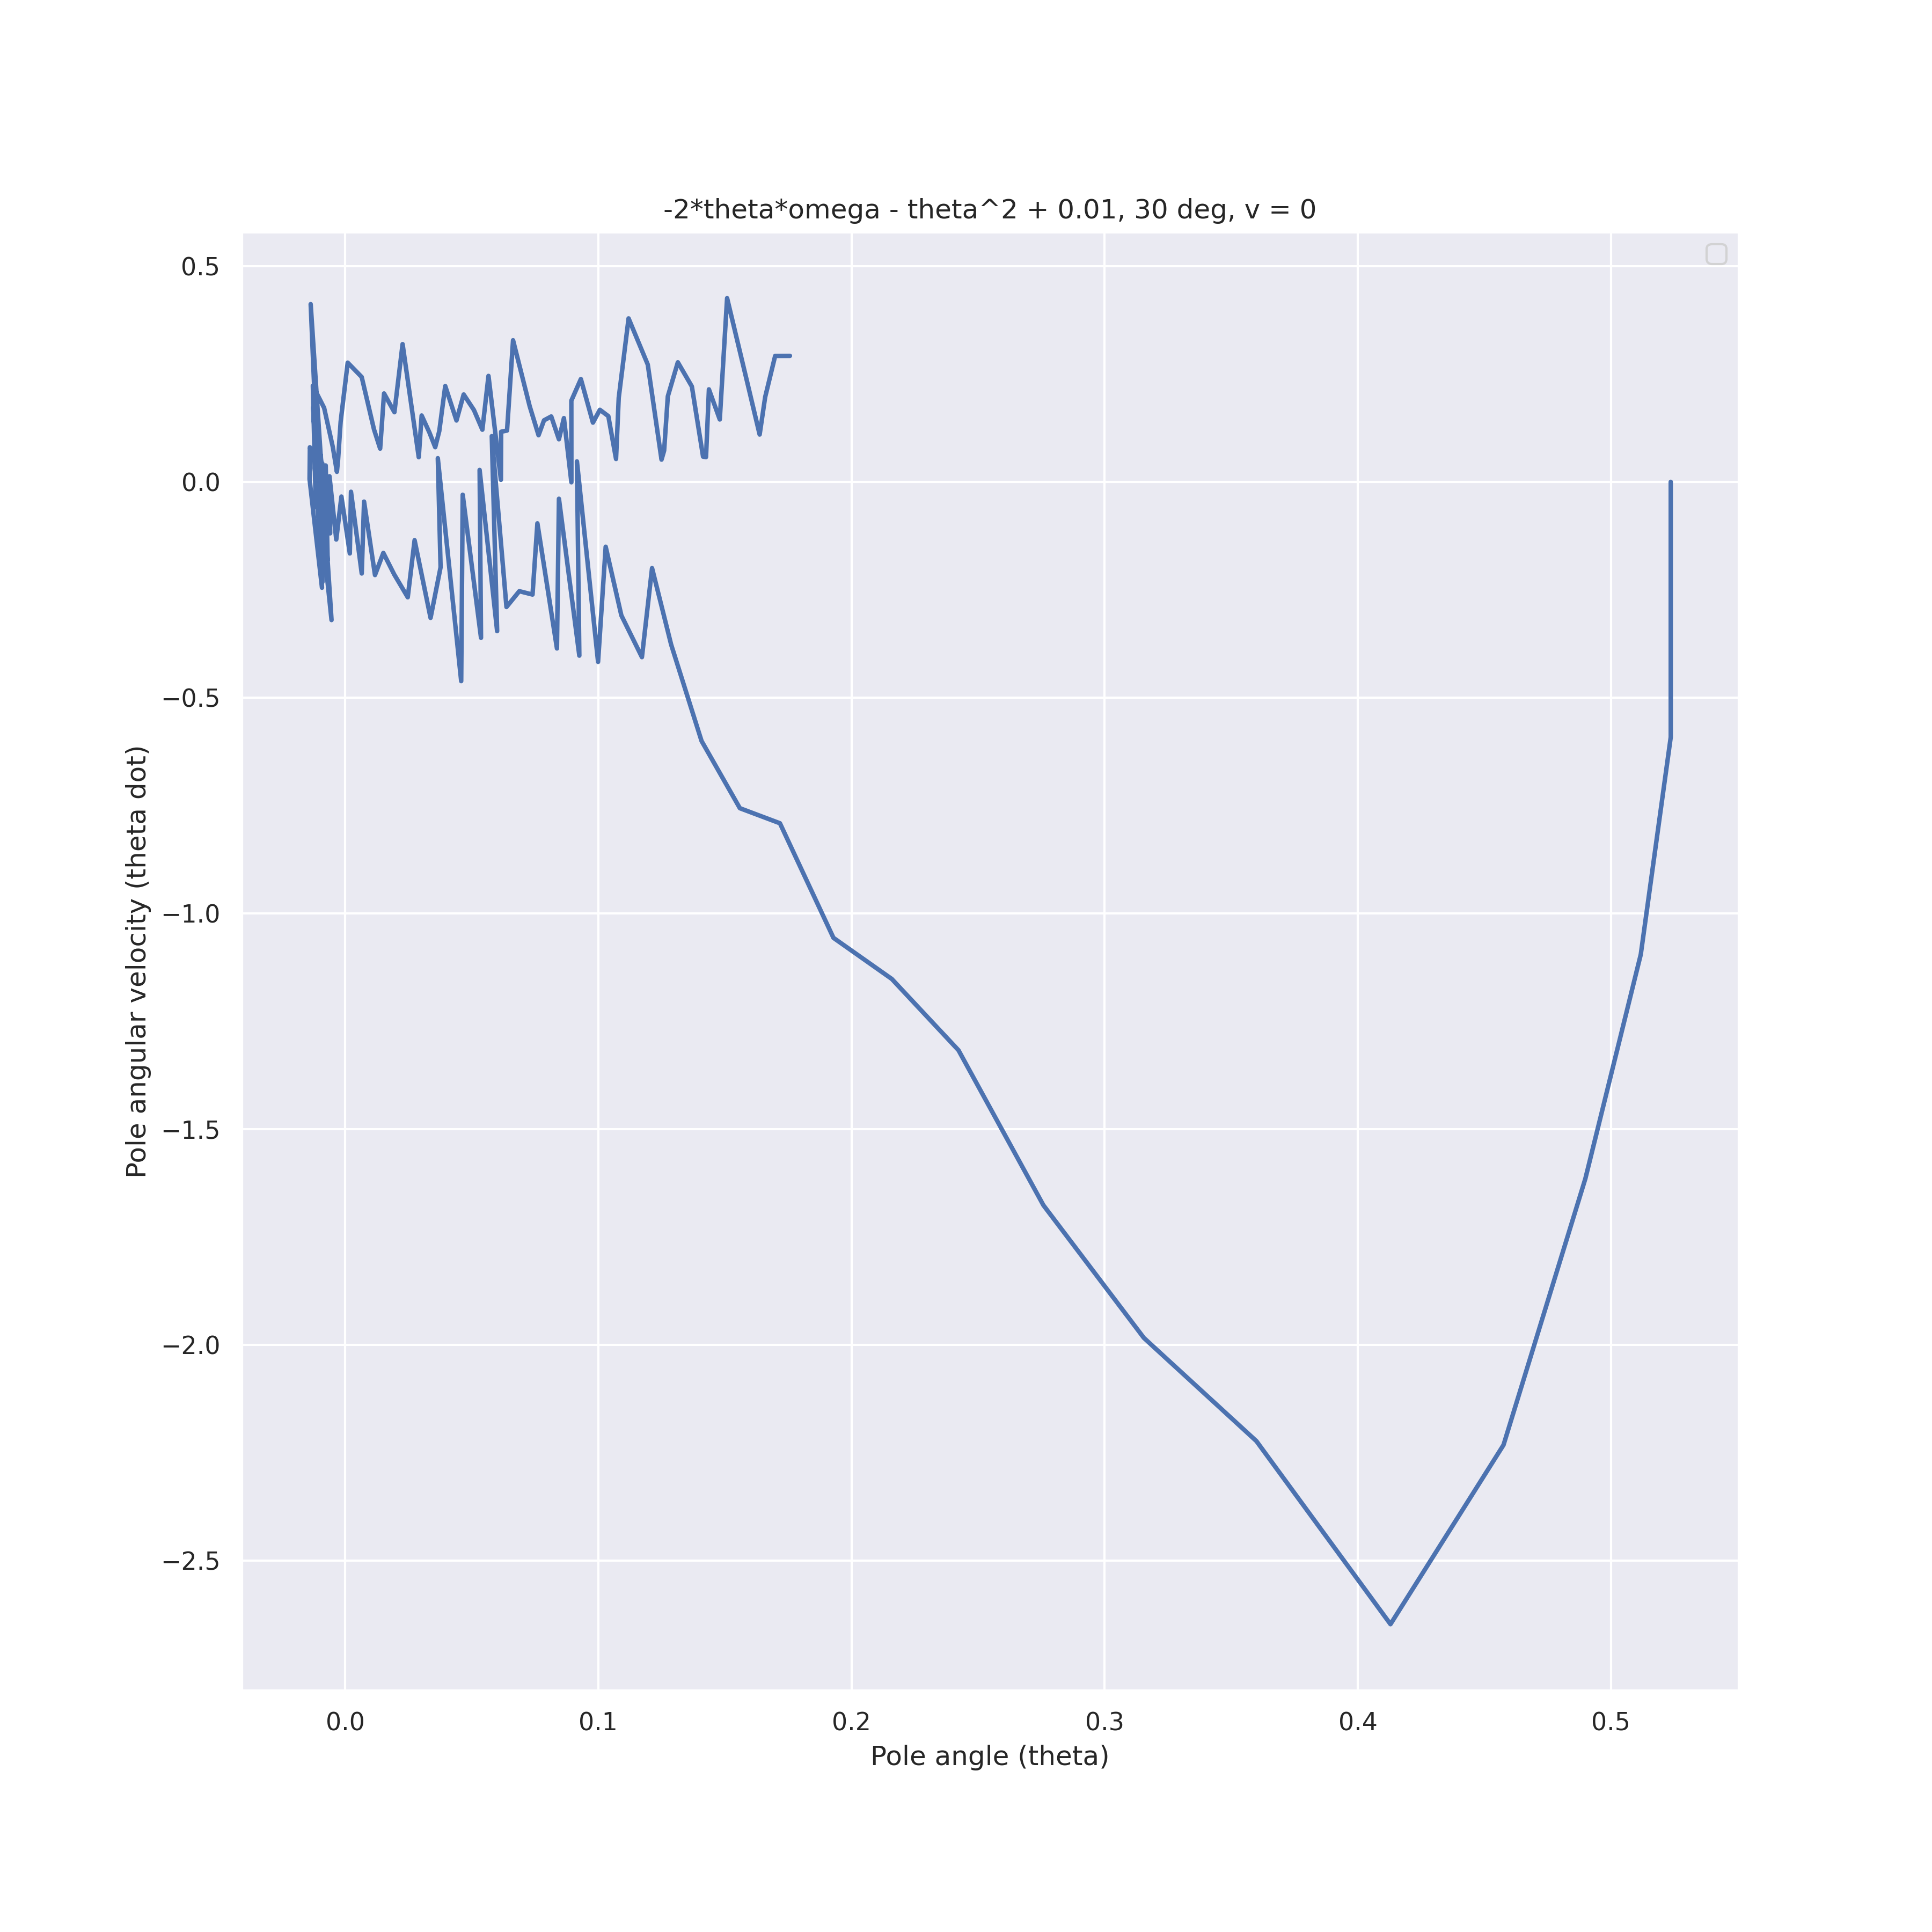 -2*theta*omega - theta^2 + 0.01, 30 deg, v = 0
0.5
0.0
−0.5
−1.0
−1.5
−2.0
−2.5
Pole angular velocity (theta dot)
0.0 0.1 0.2 0.3 0.4 0.5
Pole angle (theta)